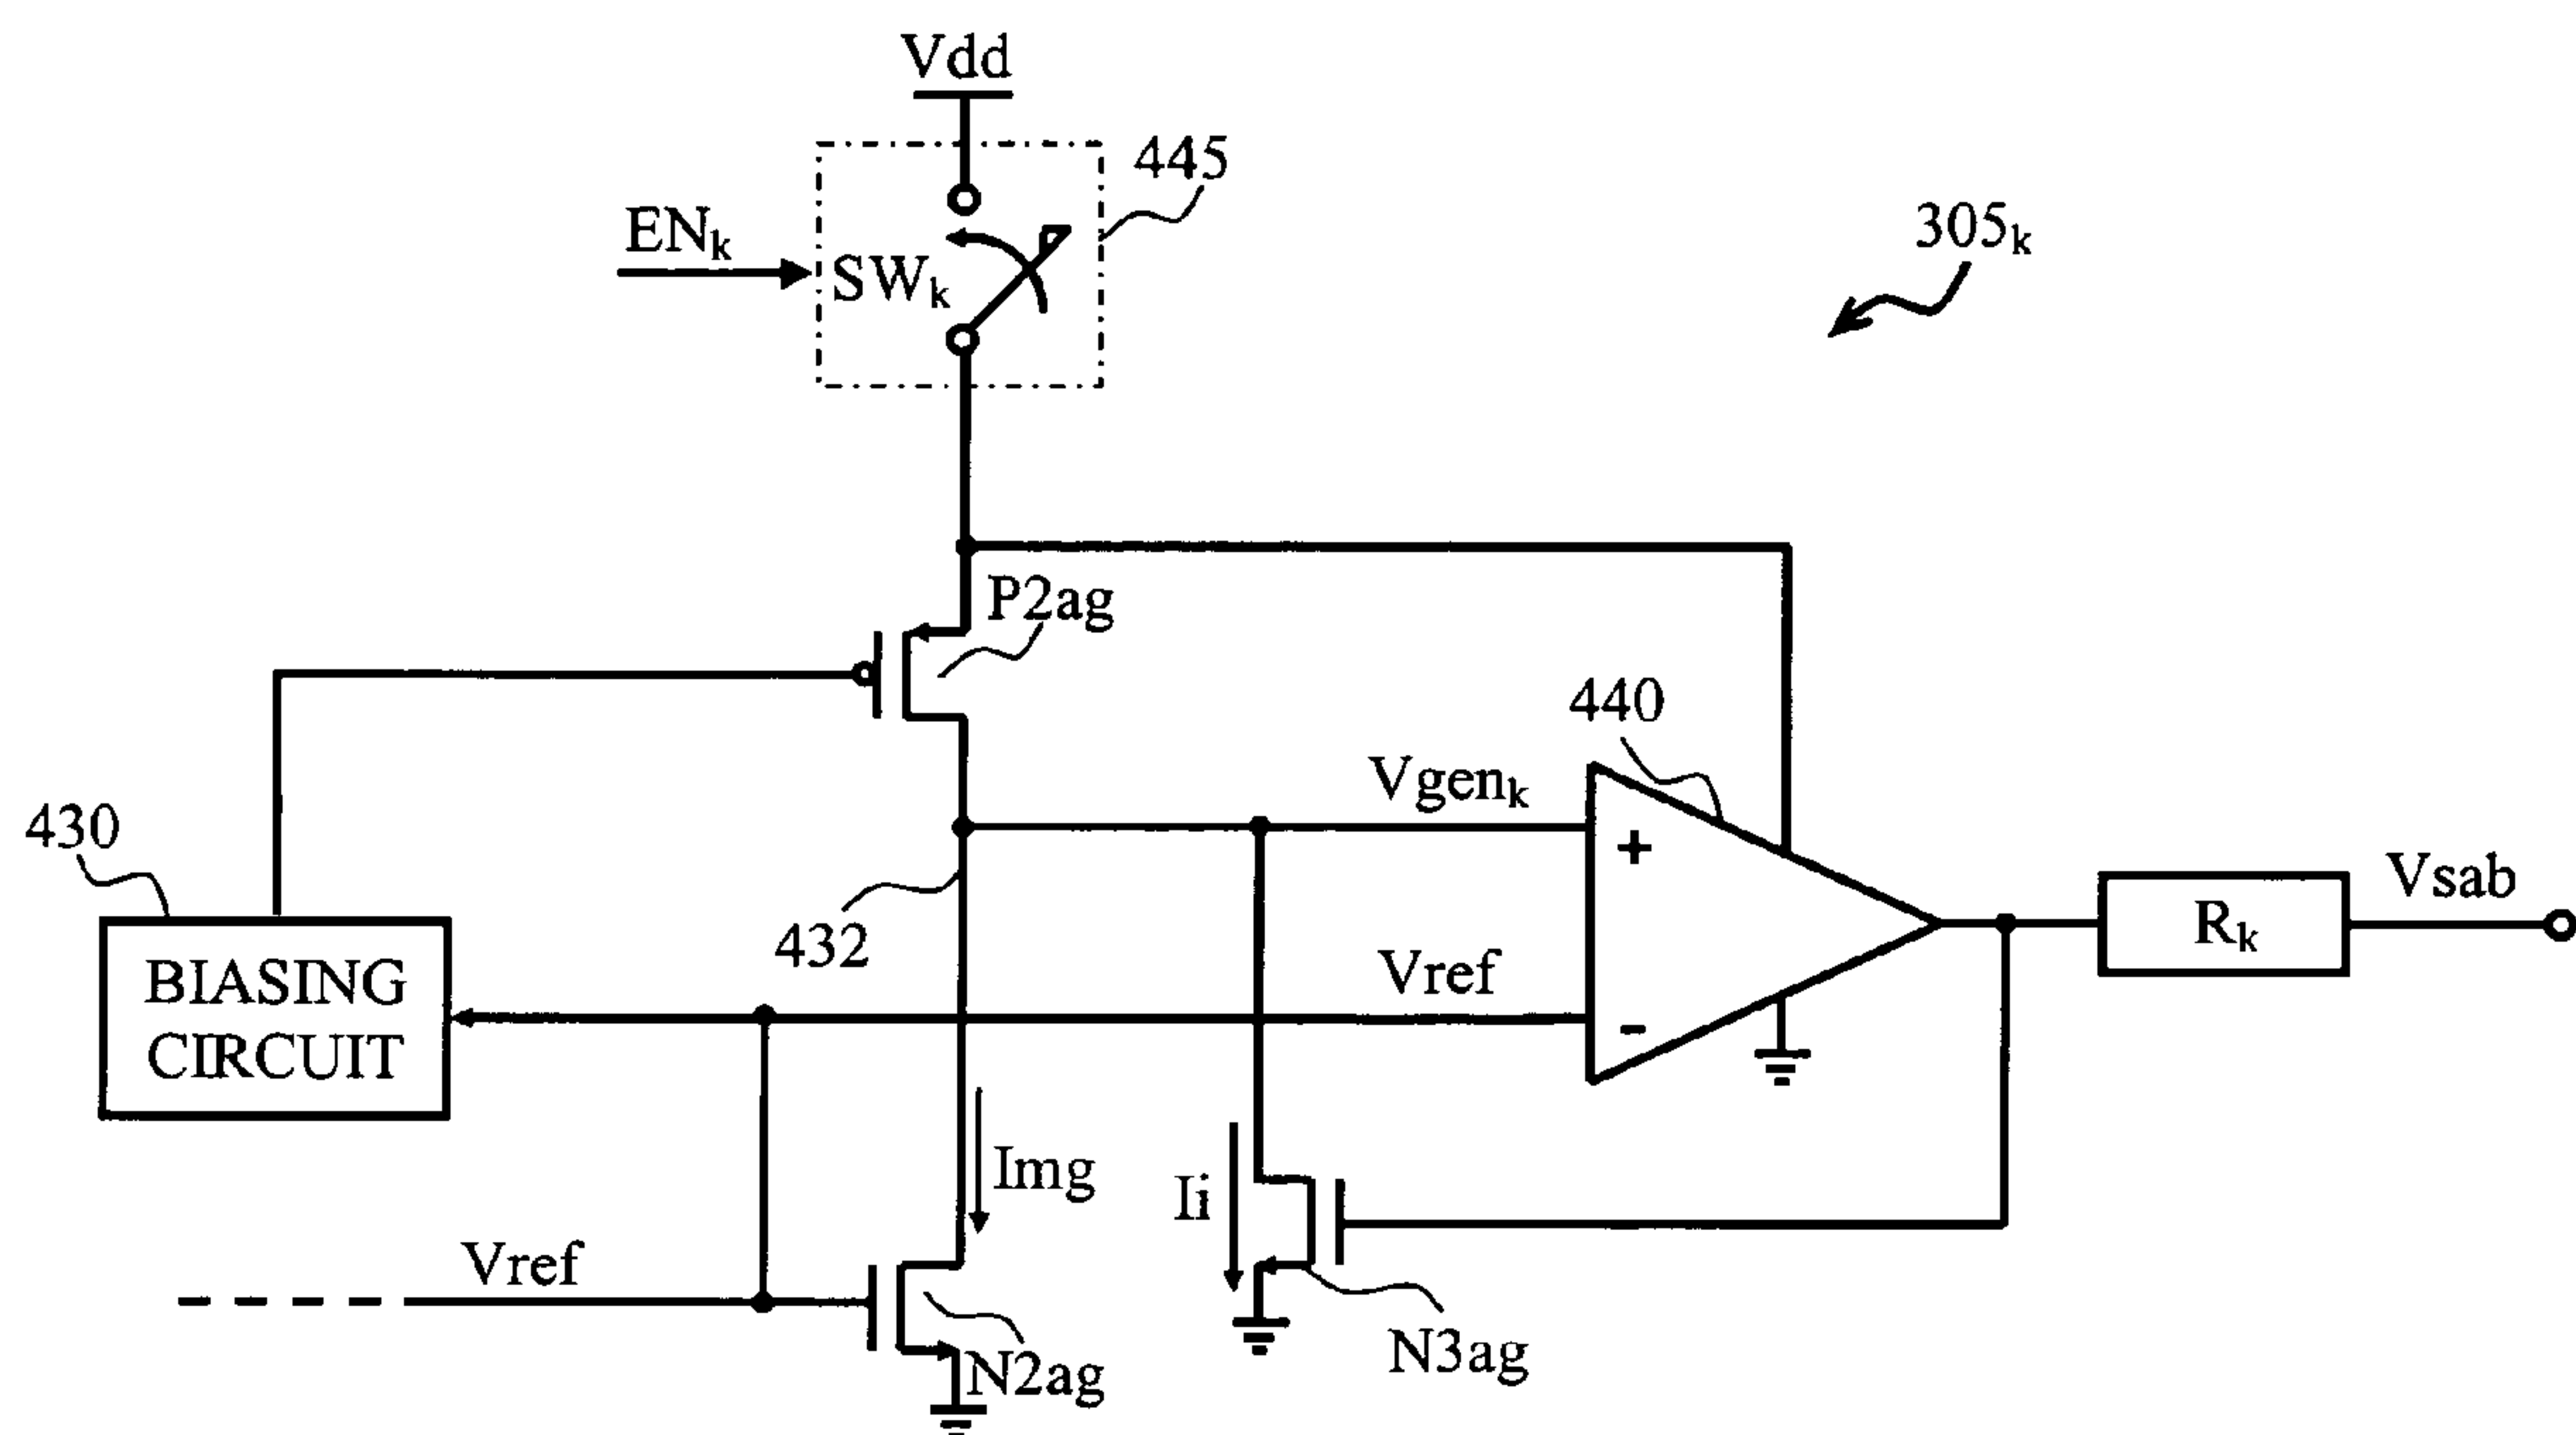 Vdd
445
ENk
SWk
305k
P2ag
440
Vgenk
430
+
Vsab
Rk
432
BIASING
CIRCUIT
Vref
-
Img
Ii
Vref
N3ag
N2ag